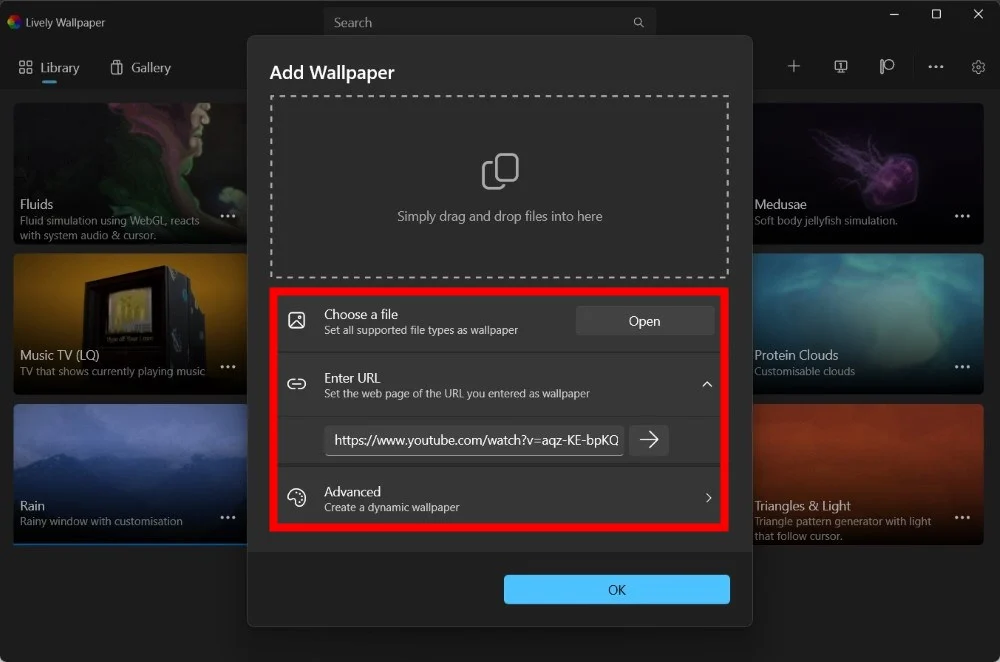 Lively Wallpaper
Search
Library
Gallery
Add Wallpaper
Simply drag and drop files into here
Choose a file
Set all supported file types as wallpaper
Open
Enter URL
Set the web page of the URL you entered as wallpaper
https://www.youtube.com/watch?v=aqz-KE-bpKQ
Advanced
Create a dynamic wallpaper
OK
Fluids
Fluid simulation using WebGL, reacts
with system audio & cursor.
Medusae
Soft body jellyfish simulation.
Music TV (LQ)
TV that shows currently playing music
Protein Clouds
Customisable clouds
Rain
Rainy window with customisation
Triangles & Light
Triangle pattern generator with light
that follow cursor.